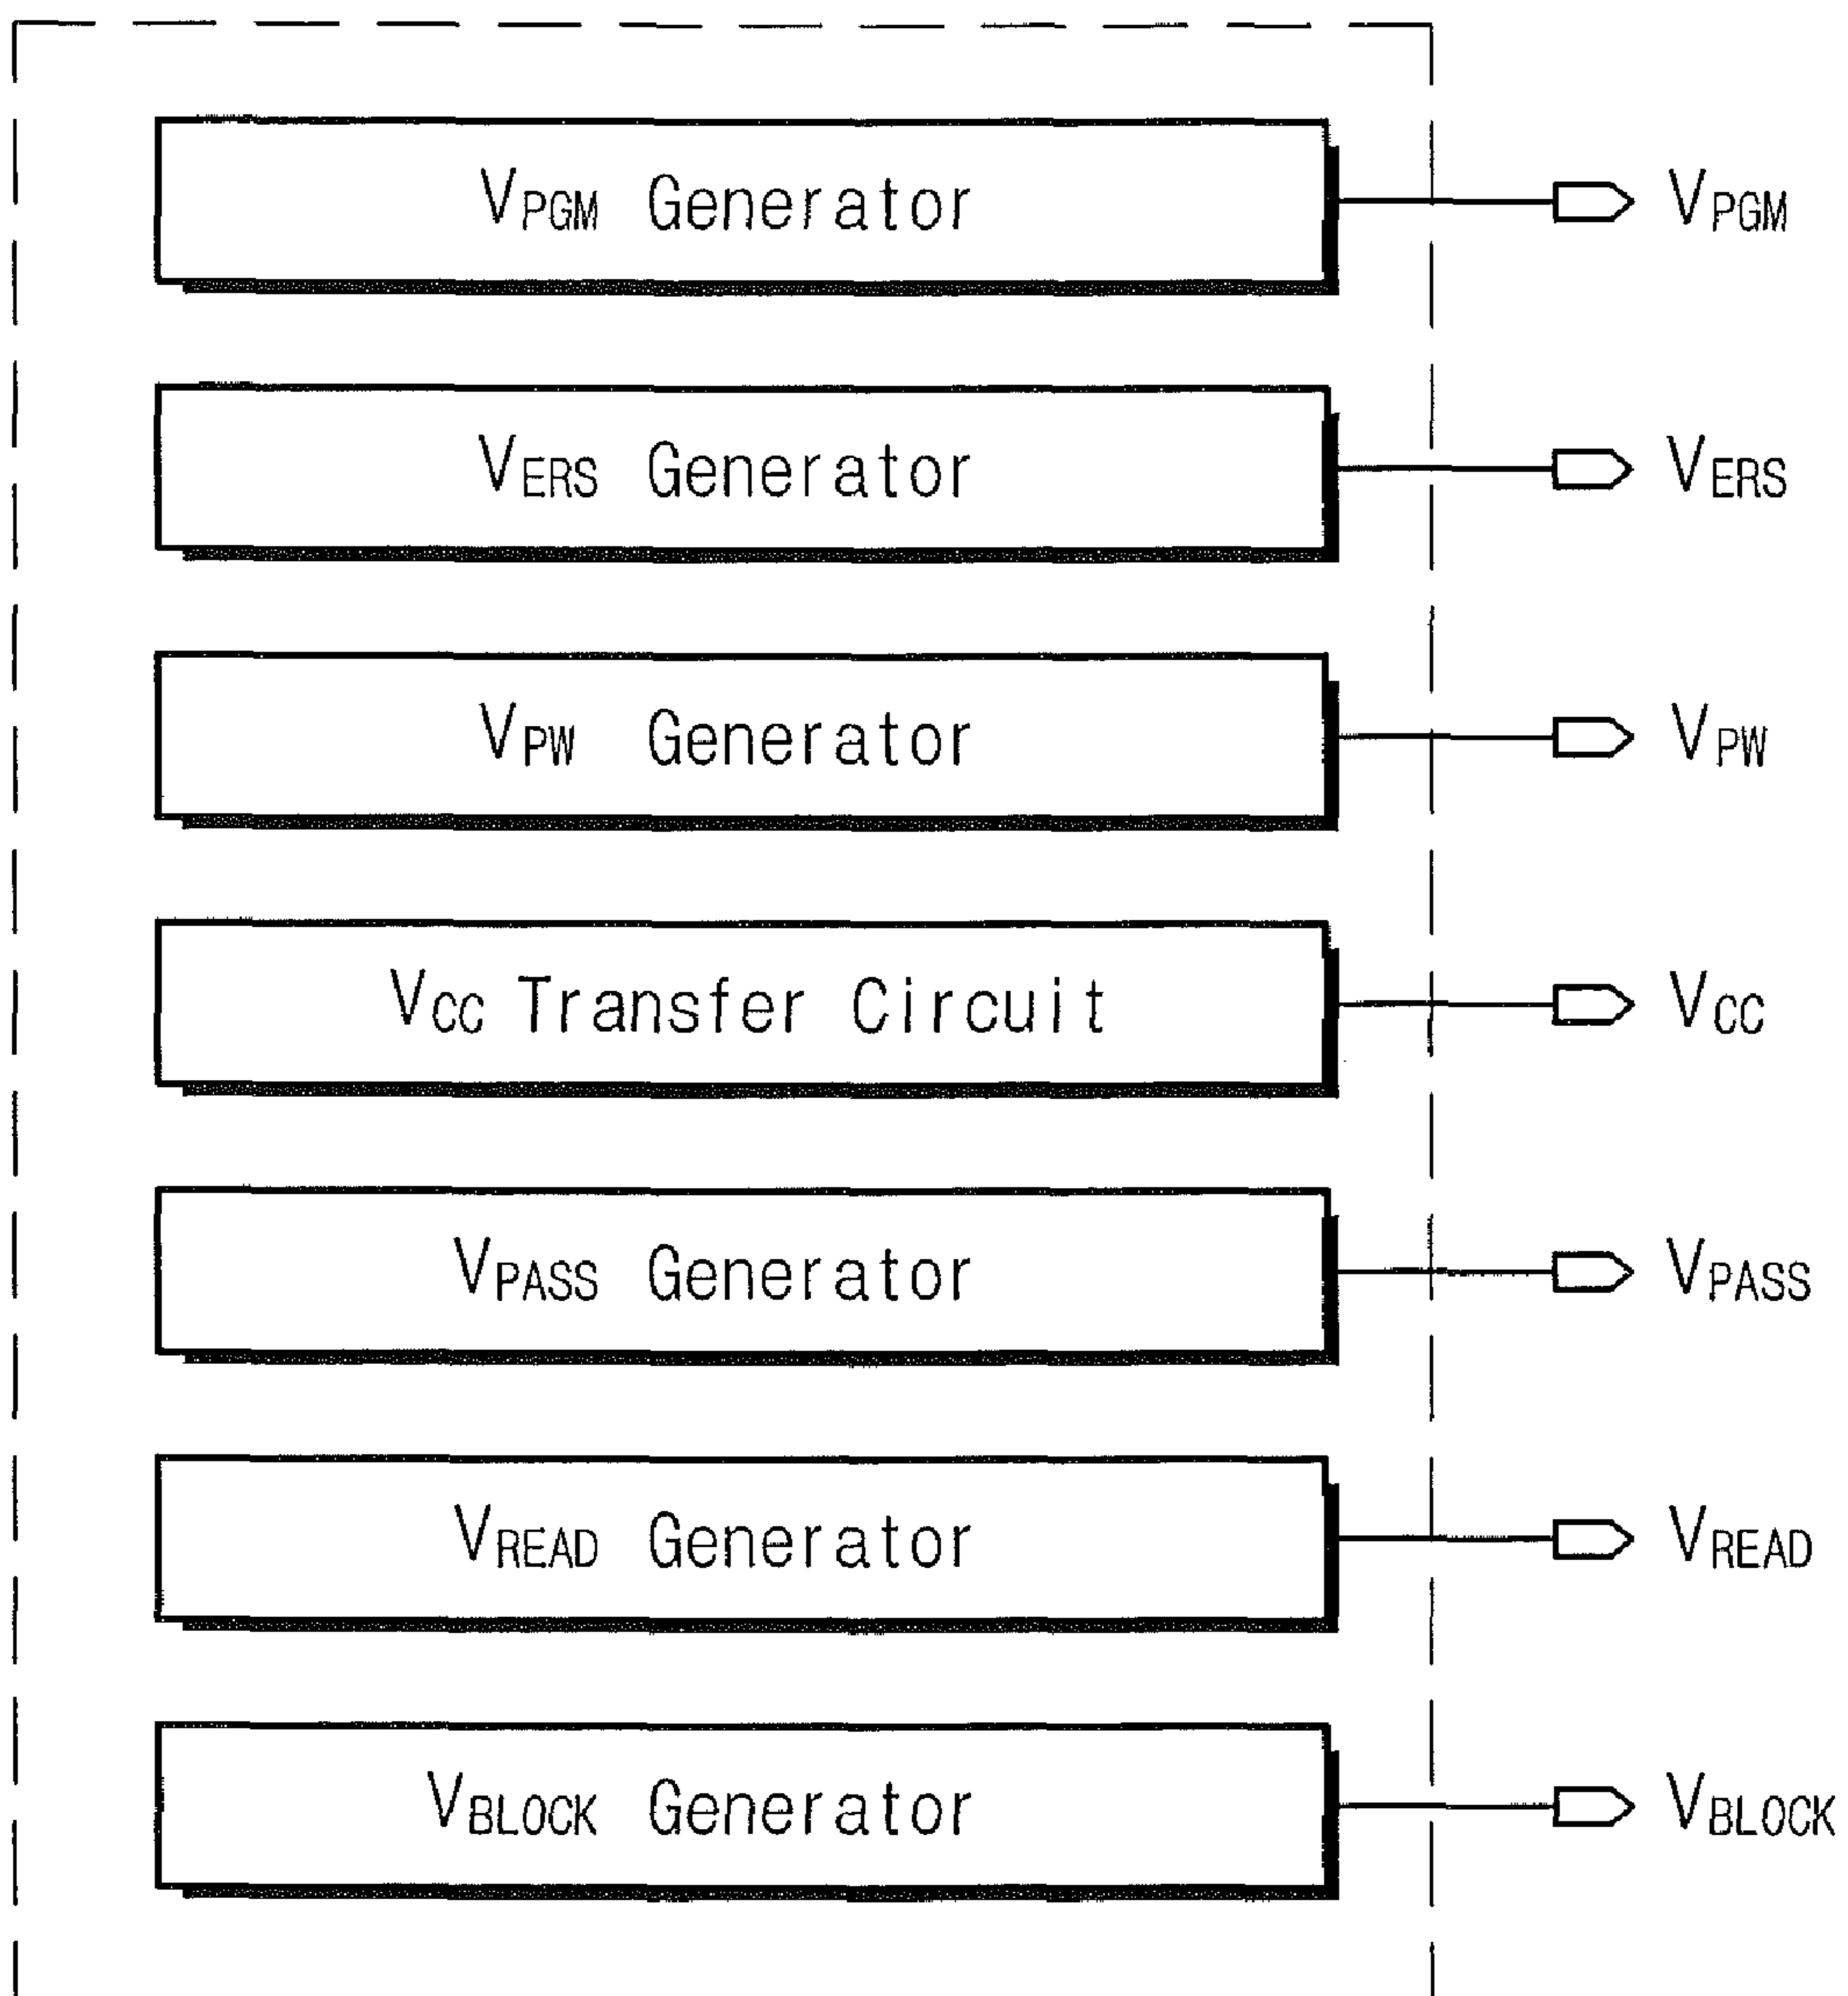 VPGM Generator VPGM
VERS Generator VERS
VPW Generator VPW
VCC Transfer Circuit VCC
VPASS Generator VPASS
VREAD Generator VREAD
VBLOCK Generator VBLOCK